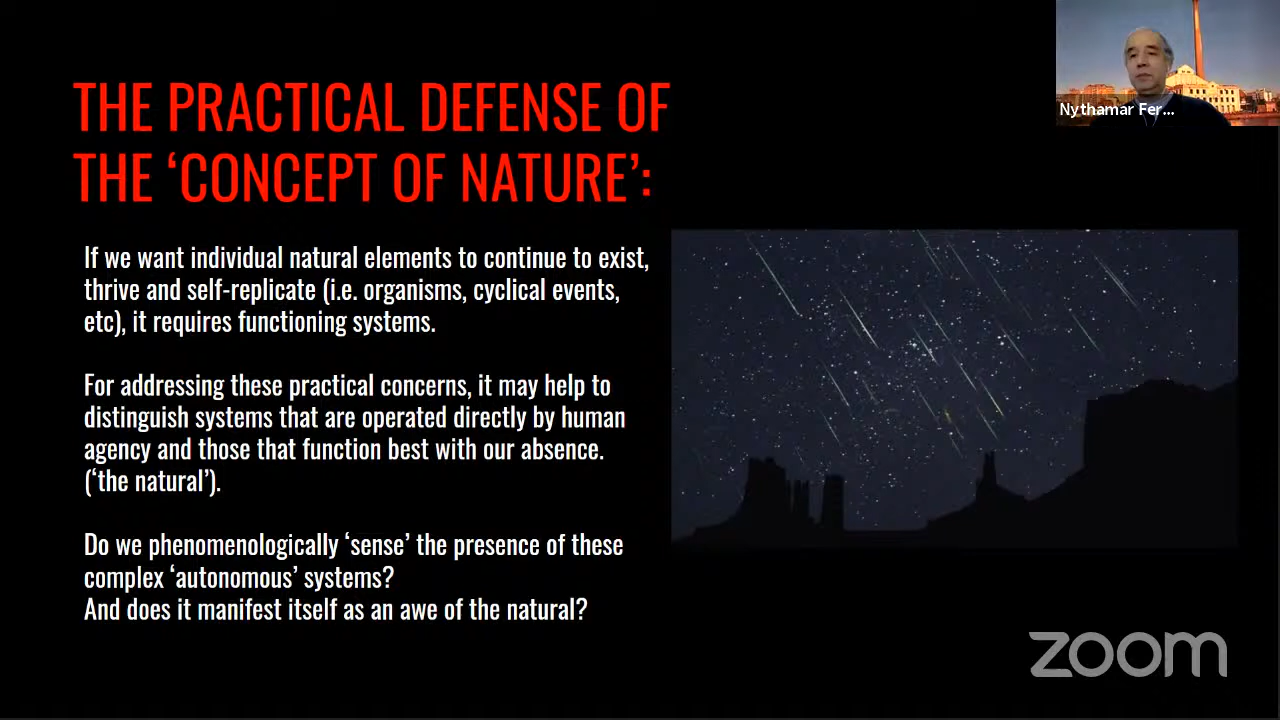 THE PRACTICAL DEFENSE OF
THE ‘CONCEPT OF NATURE’:
Nythamar Fer...
If we want individual natural elements to continue to exist,
thrive and self-replicate (i.e. organisms, cyclical events,
etc), it requires functioning systems.
For addressing these practical concerns, it may help to
distinguish systems that are operated directly by human
agency and those that function best with our absence.
(‘the natural’).
Do we phenomenologically ‘sense’ the presence of these
complex ‘autonomous’ systems?
And does it manifest itself as an awe of the natural?
zoom